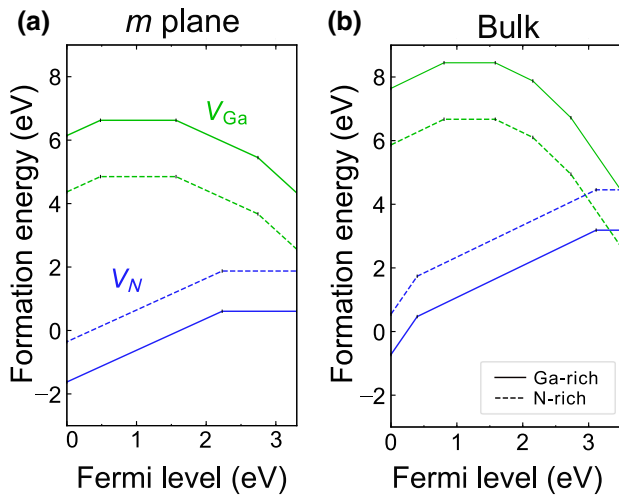 (a)
m plane
8
6
4
2
0
−2
Formation energy (eV)
V_Ga
V_N
0
1
2
3
Fermi level (eV)
(b)
Bulk
8
6
4
2
0
−2
Formation energy (eV)
Ga-rich
N-rich
0
1
2
3
Fermi level (eV)